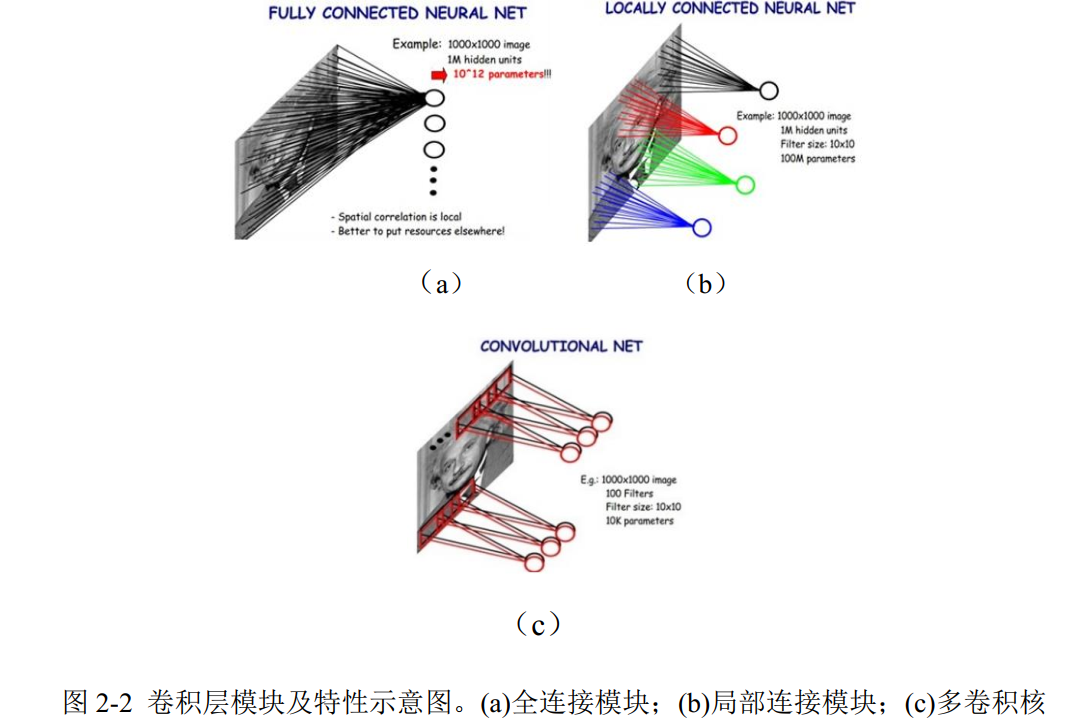 FULLY CONNECTED NEURAL NET
Example: 1000x1000 image
1M hidden units
10^12 parameters!!!
- Spatial correlation is local
- Better to put resources elsewhere!
（a）
LOCALLY CONNECTED NEURAL NET
Example: 1000x1000 image
1M hidden units
Filter size: 10x10
100M parameters
（b）
CONVOLUTIONAL NET
E.g.: 1000x1000 image
100 Filters
Filter size: 10x10
10K parameters
（c）
图 2-2 卷积层模块及特性示意图。(a)全连接模块；(b)局部连接模块；(c)多卷积核